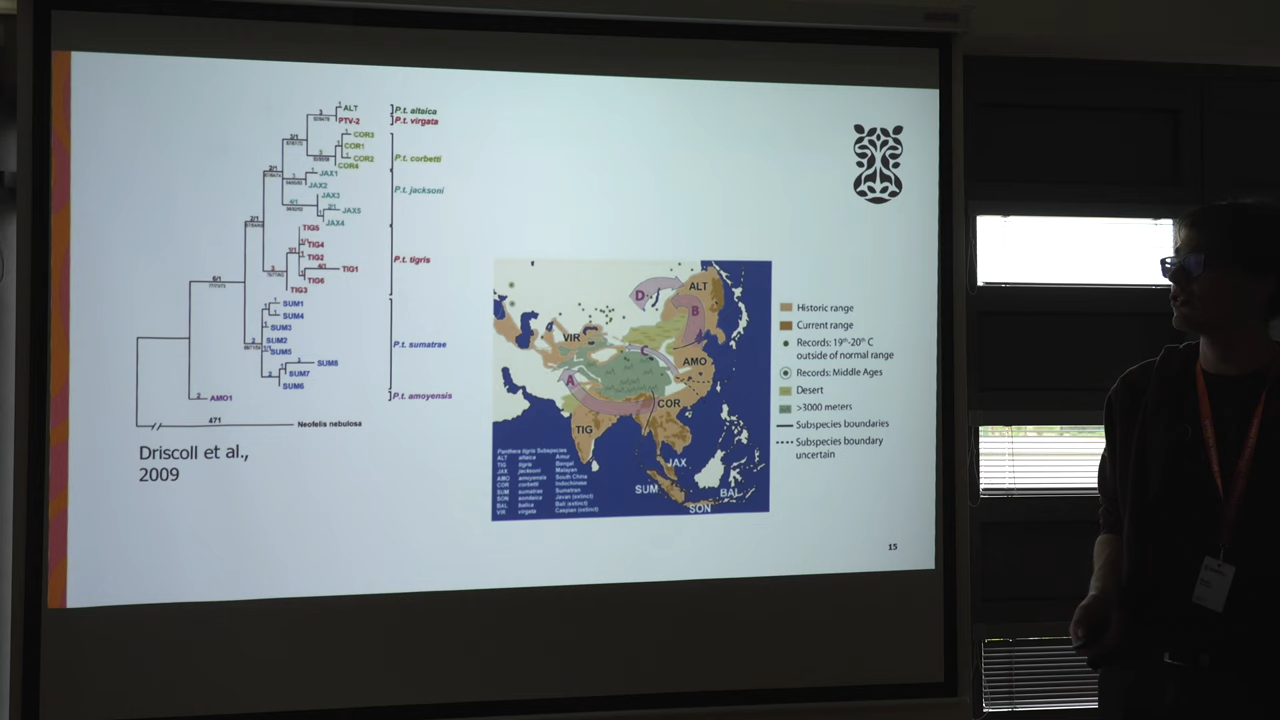 ALT
PTV-2
COR3
COR1
COR2
COR4
JAX1
JAX2
JAX3
JAX5
JAX4
TIG5
TIG4
TIG2
TIG1
TIG6
TIG3
SUM1
SUM4
SUM3
SUM2
SUM5
SUM8
SUM7
SUM6
AMO1
471
Neofelis nebulosa
P.t. altaica
P.t. virgata
P.t. corbetti
P.t. jacksoni
P.t. tigris
P.t. sumatrae
P.t. amoyensis
Driscoll et al.,
2009
D
ALT
B
VIR
C
AMO
A
COR
TIG
JAX
SUM
BAL
SON
Panthera tigris Subspecies
ALT altaica Amur
TIG tigris Bengal
JAX jacksoni Malayan
AMO amoyensis South China
COR corbetti Indochinese
SUM sumatrae Sumatran
SON sondaica Javan (extinct)
BAL balica Bali (extinct)
VIR virgata Caspian (extinct)
Historic range
Current range
Records: 19th-20th C
outside of normal range
Records: Middle Ages
Desert
>3000 meters
Subspecies boundaries
Subspecies boundary
uncertain
15